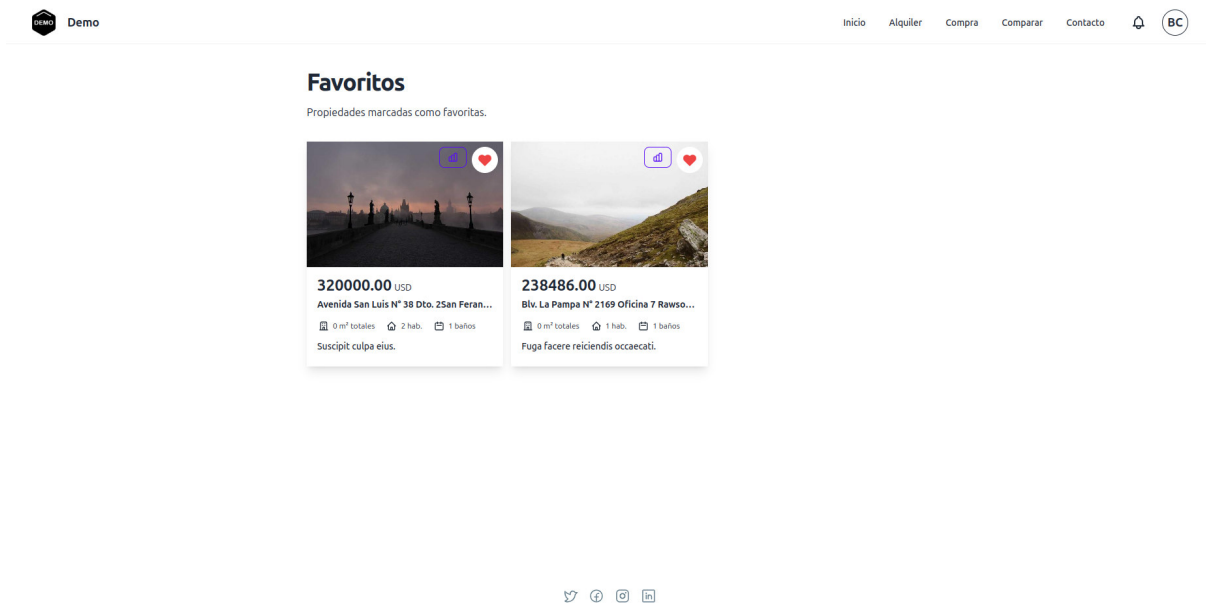 DEMO
Demo
Inicio
Alquiler
Compra
Comparar
Contacto
BC
Favoritos
Propiedades marcadas como favoritas.
320000.00 USD
Avenida San Luis N° 38 Dto. 2San Feran...
0 m² totales 2 hab. 1 baños
Suscipit culpa eius.
238486.00 USD
Blv. La Pampa N° 2169 Oficina 7 Rawso...
0 m² totales 1 hab. 1 baños
Fuga facere reiciendis occaecati.